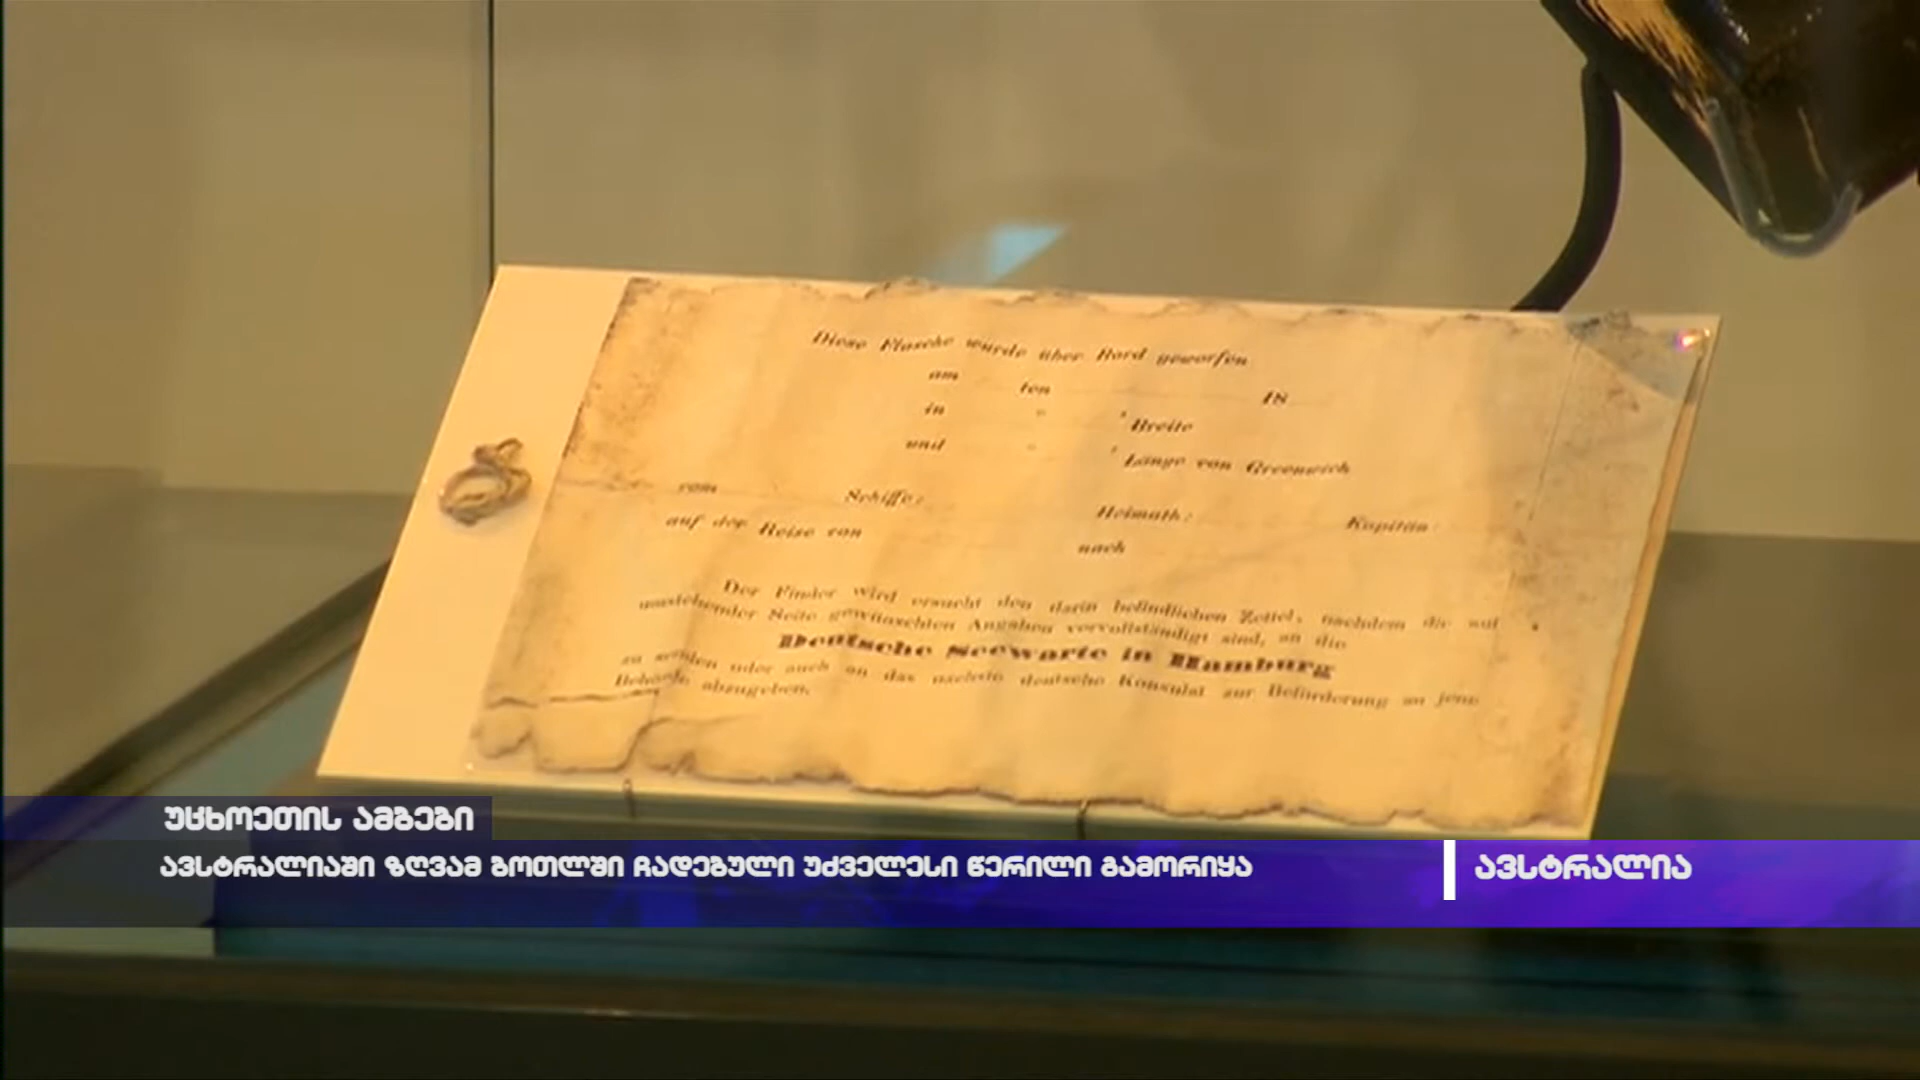 Diese Flasche wurde über Bord geworfen
am ten 18
in ° ' Breite
und ° ' Länge von Greenwich
vom Schiffe: Heimath: Kapitän:
auf der Reise von nach
Der Finder wird ersucht den darin befindlichen Zettel, nachdem die auf
umstehender Seite gewünschten Angaben vervollständigt sind, an die
Deutsche Seewarte in Hamburg
zu senden oder auch an das nächste deutsche Konsulat zur Beförderung an jene
Behörde abzugeben.
უცხოეთის ამბები
ავსტრალიაში ზღვამ ბოთლში ჩადებული უძველესი წერილი გამორიყა
ავსტრალია